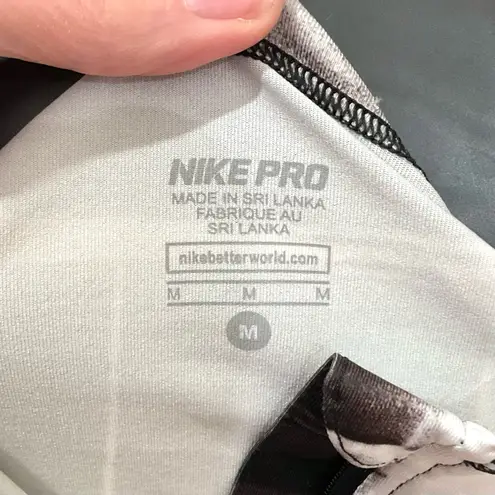 NIKE PRO
MADE IN SRI LANKA
FABRIQUE AU
SRI LANKA
nikebetterworld.com
M M M
M